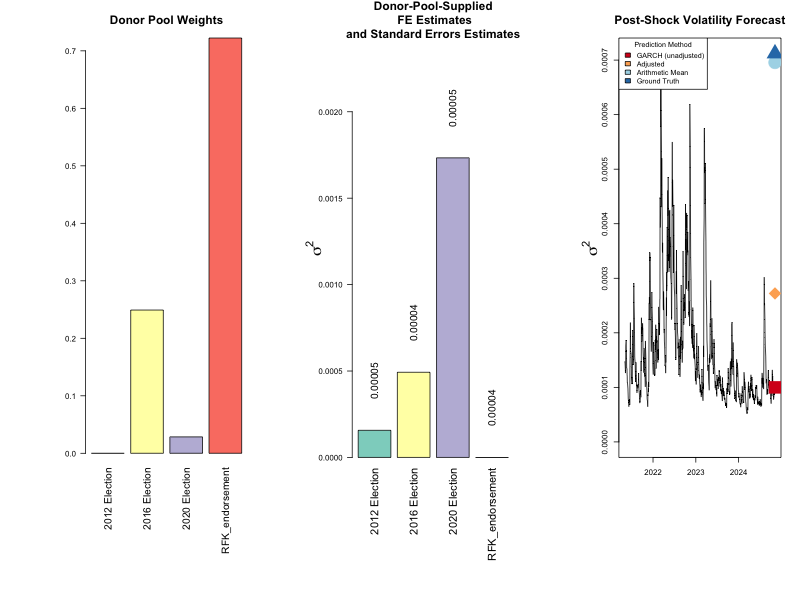 Donor Pool Weights
0.7
0.6
0.5
0.4
0.3
0.2
0.1
0.0
2012 Election
2016 Election
2020 Election
RFK_endorsement
Donor-Pool-Supplied
FE Estimates
and Standard Errors Estimates
σ²
0.0020
0.0015
0.0010
0.0005
0.0000
0.00005
0.00004
0.00005
0.00004
2012 Election
2016 Election
2020 Election
RFK_endorsement
Post-Shock Volatility Forecast
σ²
0.0007
0.0006
0.0005
0.0004
0.0003
0.0002
0.0001
0.0000
Prediction Method
GARCH (unadjusted)
Adjusted
Arithmetic Mean
Ground Truth
2022
2023
2024